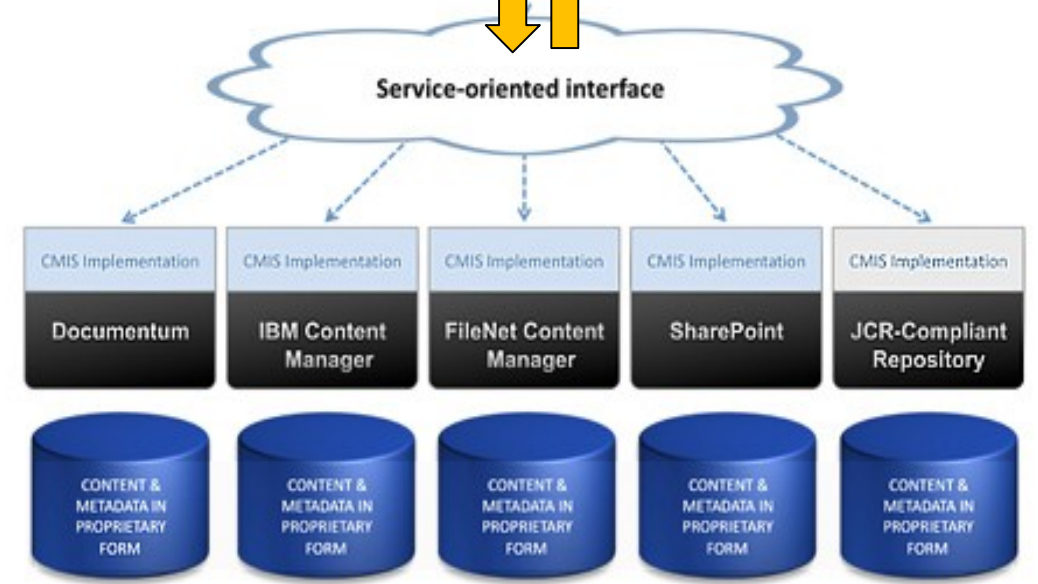 Service-oriented interface
CMIS Implementation
CMIS Implementation
CMIS Implementation
CMIS Implementation
CMIS Implementation
Documentum
IBM Content
Manager
FileNet Content
Manager
SharePoint
JCR-Compliant
Repository
CONTENT &
METADATA IN
PROPRIETARY
FORM
CONTENT &
METADATA IN
PROPRIETARY
FORM
CONTENT &
METADATA IN
PROPRIETARY
FORM
CONTENT &
METADATA IN
PROPRIETARY
FORM
CONTENT &
METADATA IN
PROPRIETARY
FORM